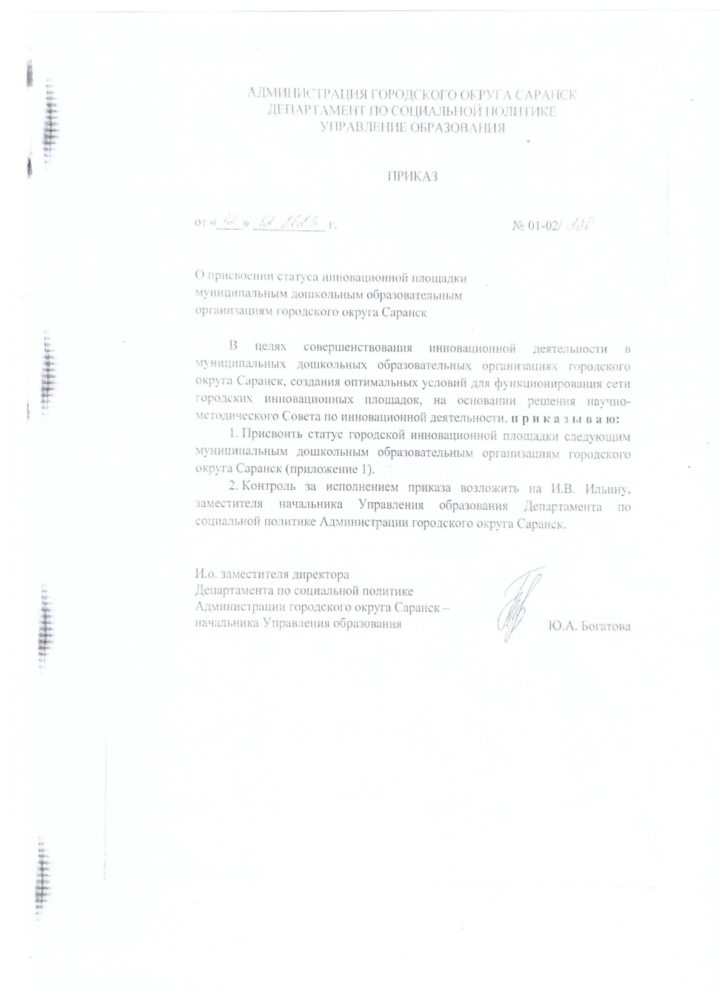 АДМИНИСТРАЦИЯ ГОРОДСКОГО ОКРУГА САРАНСК
ДЕПАРТАМЕНТ ПО СОЦИАЛЬНОЙ ПОЛИТИКЕ
УПРАВЛЕНИЕ ОБРАЗОВАНИЯ
ПРИКАЗ
от «12» 12 2023 г. № 01-02/ 380
О присвоении статуса инновационной площадки
муниципальным дошкольным образовательным
организациям городского округа Саранск
В целях совершенствования инновационной деятельности в
муниципальных дошкольных образовательных организациях городского
округа Саранск, создания оптимальных условий для функционирования сети
городских инновационных площадок, на основании решения научно-
методического Совета по инновационной деятельности, п р и к а з ы в а ю:
1. Присвоить статус городской инновационной площадки следующим
муниципальным дошкольным образовательным организациям городского
округа Саранск (приложение 1).
2. Контроль за исполнением приказа возложить на И.В. Ильину,
заместителя начальника Управления образования Департамента по
социальной политике Администрации городского округа Саранск.
И.о. заместителя директора
Департамента по социальной политике
Администрации городского округа Саранск –
начальника Управления образования Ю.А. Богатова